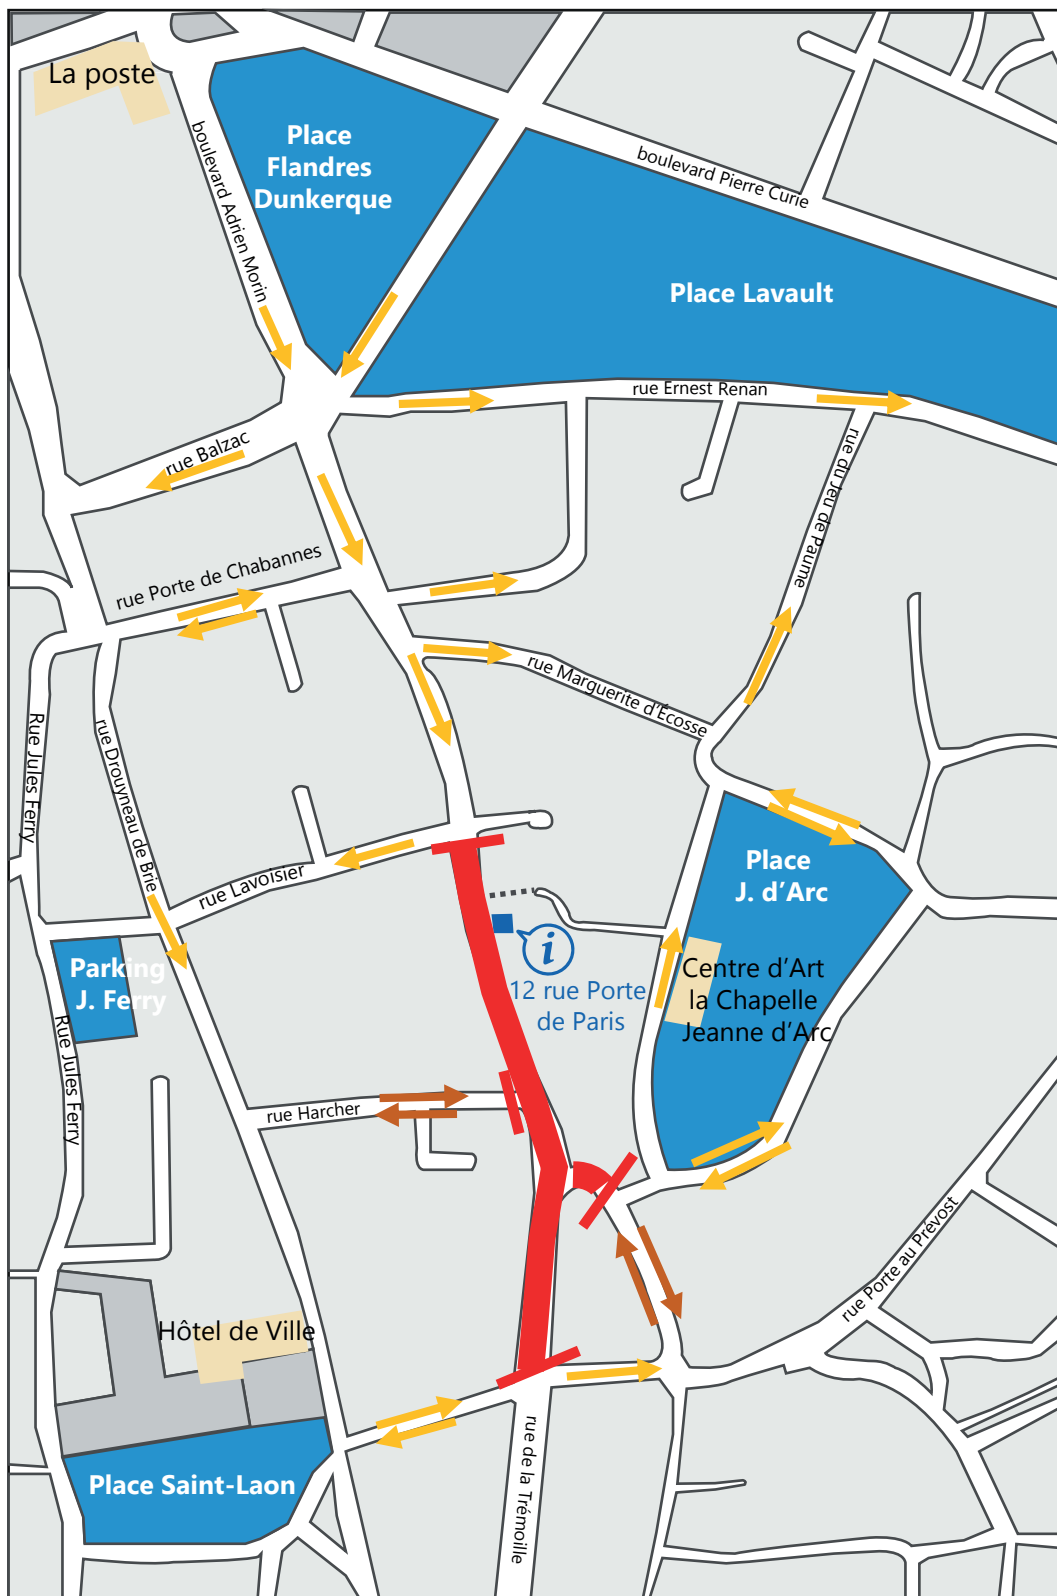 La poste
Place
Flandres
Dunkerque
boulevard Adrien Morin
boulevard Pierre Curie
Place Lavault
rue Ernest Renan
rue Balzac
rue du Jeu de Paume
rue Porte de Chabannes
rue Marguerite d'Écosse
Rue Jules Ferry
rue Drouyneau de Brie
rue Lavoisier
Place
J. d'Arc
Parking
J. Ferry
i
12 rue Porte
de Paris
Centre d'Art
la Chapelle
Jeanne d'Arc
Rue Jules Ferry
rue Harcher
rue Porte au Prévost
Hôtel de Ville
Place Saint-Laon
rue de la Trémoille